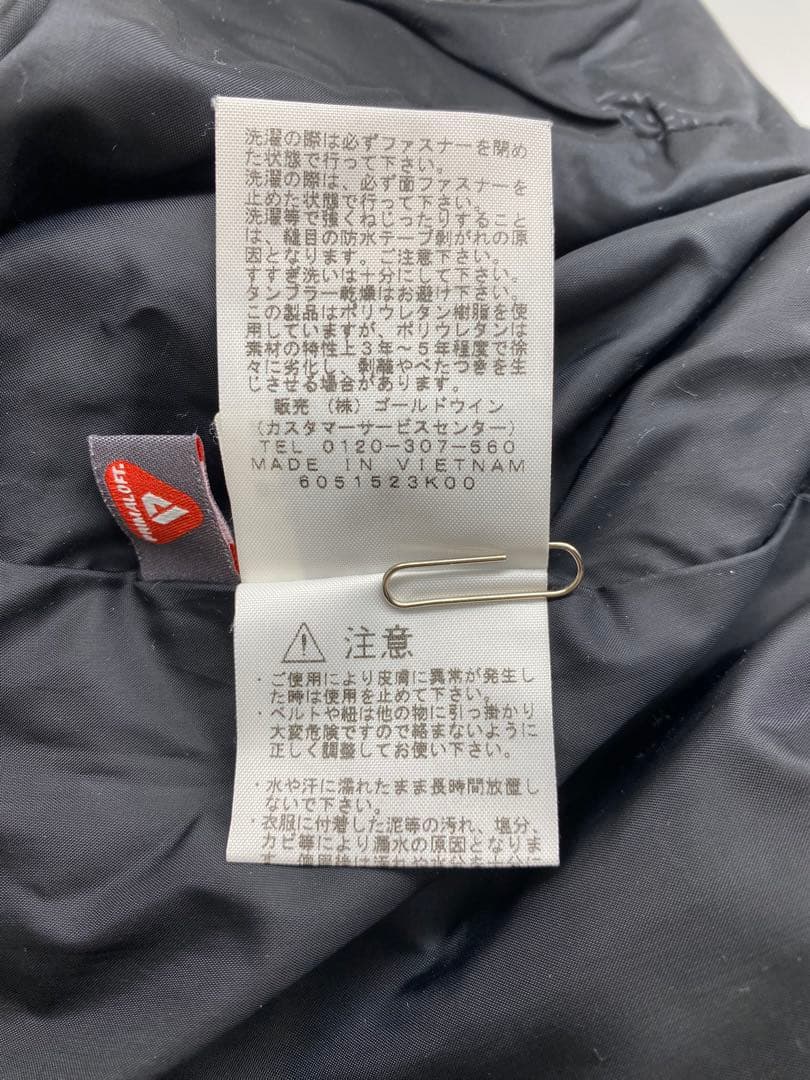 洗濯の際は必ずファスナーを閉め
た状態で行って下さい。
洗濯の際は、必ず面ファスナーを
止めた状態で行って下さい。
洗濯等で強くねじったりすること
は、縫目の防水テープ剥がれの原
因となります。ご注意下さい。
すすぎ洗いは十分にして下さい。
タンブラー乾燥はお避け下さい。
この製品はポリウレタン樹脂を使
用していますが、ポリウレタンは
素材の特性上3年~5年程度で徐
々に劣化し、剥離やべたつきを生
じさせる場合があります。
販売 (株)ゴールドウイン
(カスタマーサービスセンター)
TEL 0120-307-560
MADE IN VIETNAM
6051523K00
PRIMALOFT
注意
・ご使用により皮膚に異常が発生し
た時は使用を止めて下さい。
・ベルトや紐は他の物に引っ掛かり
大変危険ですので絡まないように
正しく調整してお使い下さい。
・水や汗に濡れたまま長時間放置し
ないで下さい。
・衣服に付着した泥等の汚れ、塩分、
カビ等により漏水の原因となりま
す。使用後は汚れや水分を十分に